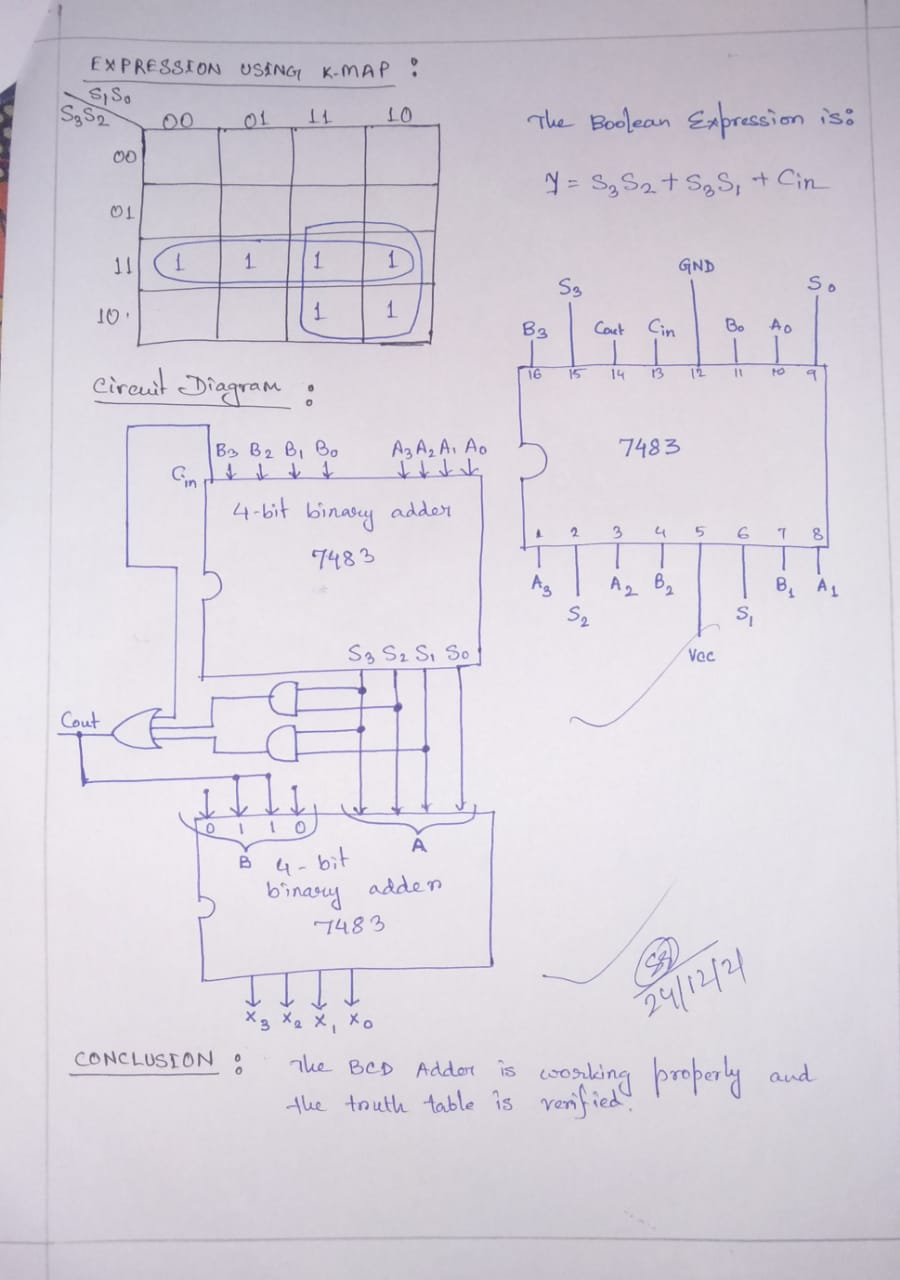 EXPRESSION USING K-MAP :
S₁S₀
S₃S₂
00 01 11 10
00
01
11 1 1 1 1
10 1 1
The Boolean Expression is:
Y = S₃S₂ + S₃S₁ + Cin
GND
S₃ S₀
B₃ Cout Cin B₀ A₀
16 15 14 13 12 11 10 9
7483
1 2 3 4 5 6 7 8
A₃ A₂ B₂ B₁ A₁
S₂ S₁
Vcc
Circuit Diagram :
B₃ B₂ B₁ B₀ A₃ A₂ A₁ A₀
Cin
4-bit binary adder
7483
S₃ S₂ S₁ S₀
Cout
0 1 1 0
B A
4-bit
binary adder
7483
X₃ X₂ X₁ X₀
24/12/21
CONCLUSION : The BCD Adder is working properly and
the truth table is verified.